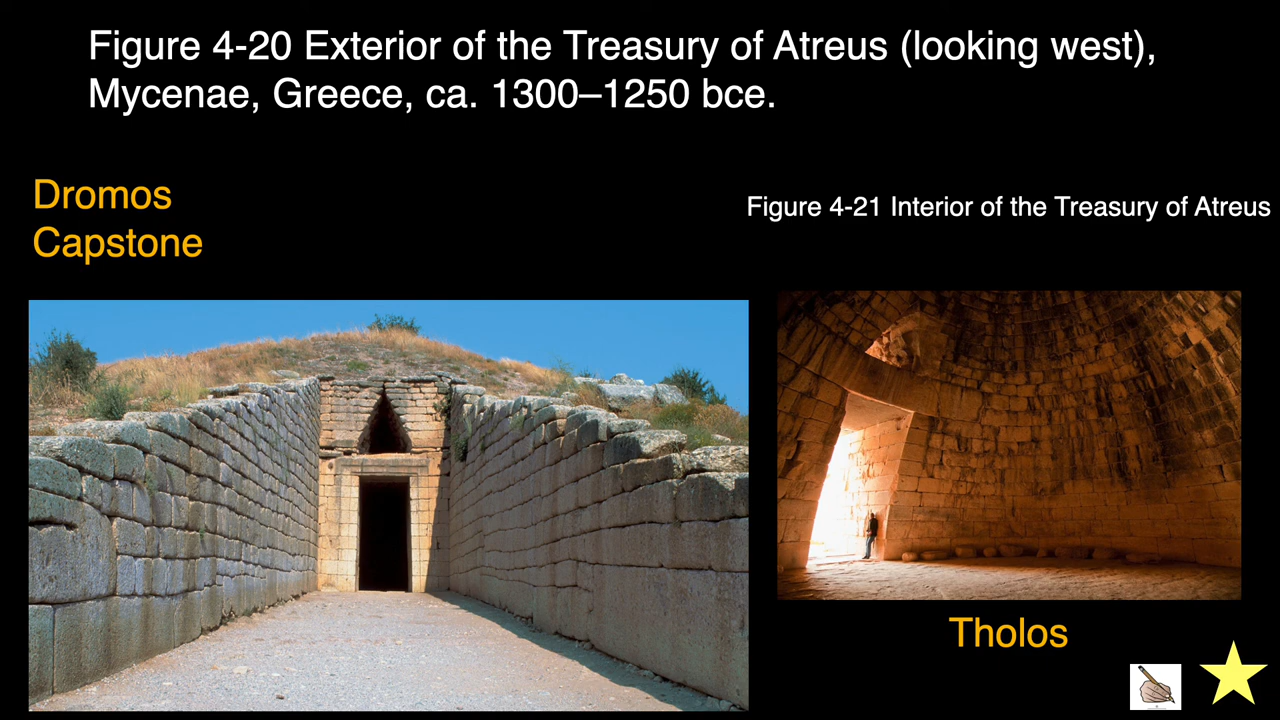 Figure 4-20 Exterior of the Treasury of Atreus (looking west),
Mycenae, Greece, ca. 1300–1250 bce.
Dromos
Capstone
Figure 4-21 Interior of the Treasury of Atreus
Tholos